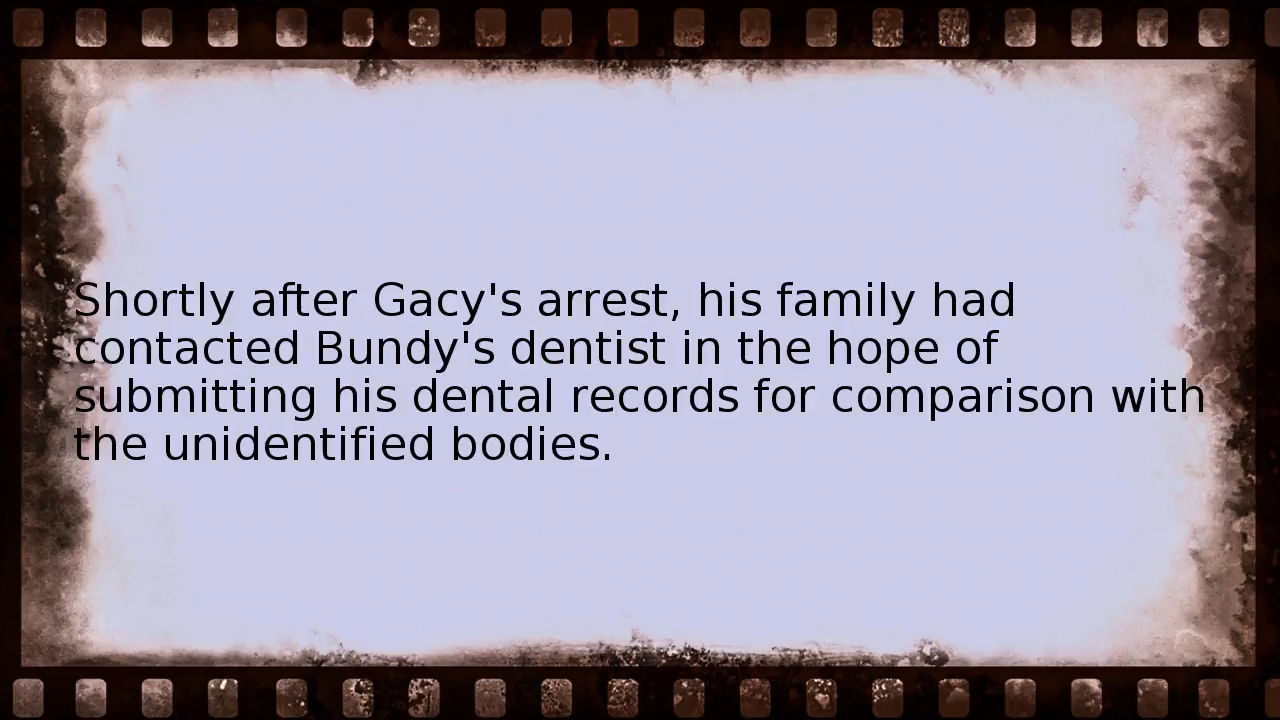 Shortly after Gacy's arrest, his family had
contacted Bundy's dentist in the hope of
submitting his dental records for comparison with
the unidentified bodies.